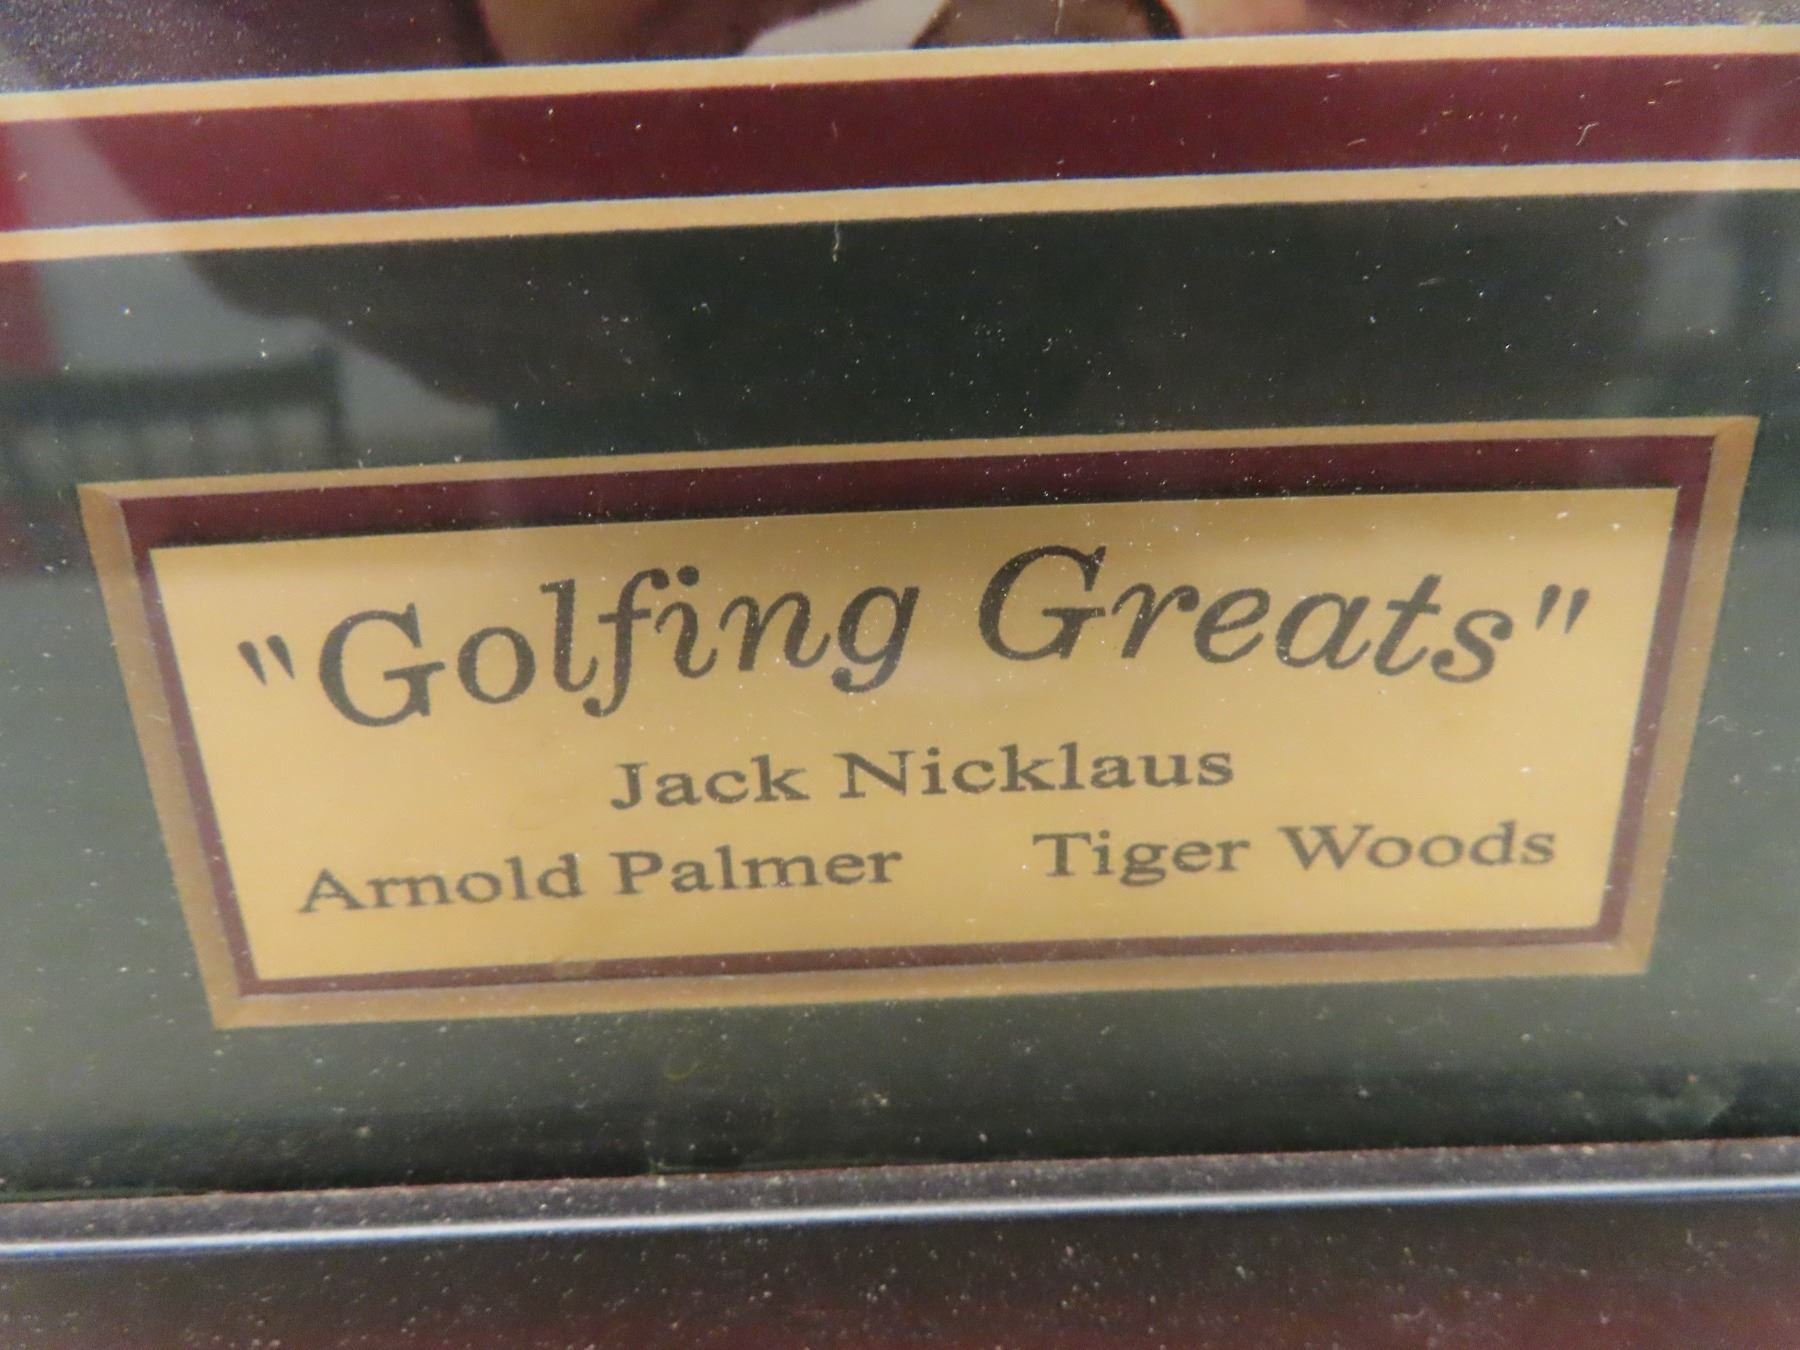 "Golfing Greats"
Jack Nicklaus
Arnold Palmer Tiger Woods